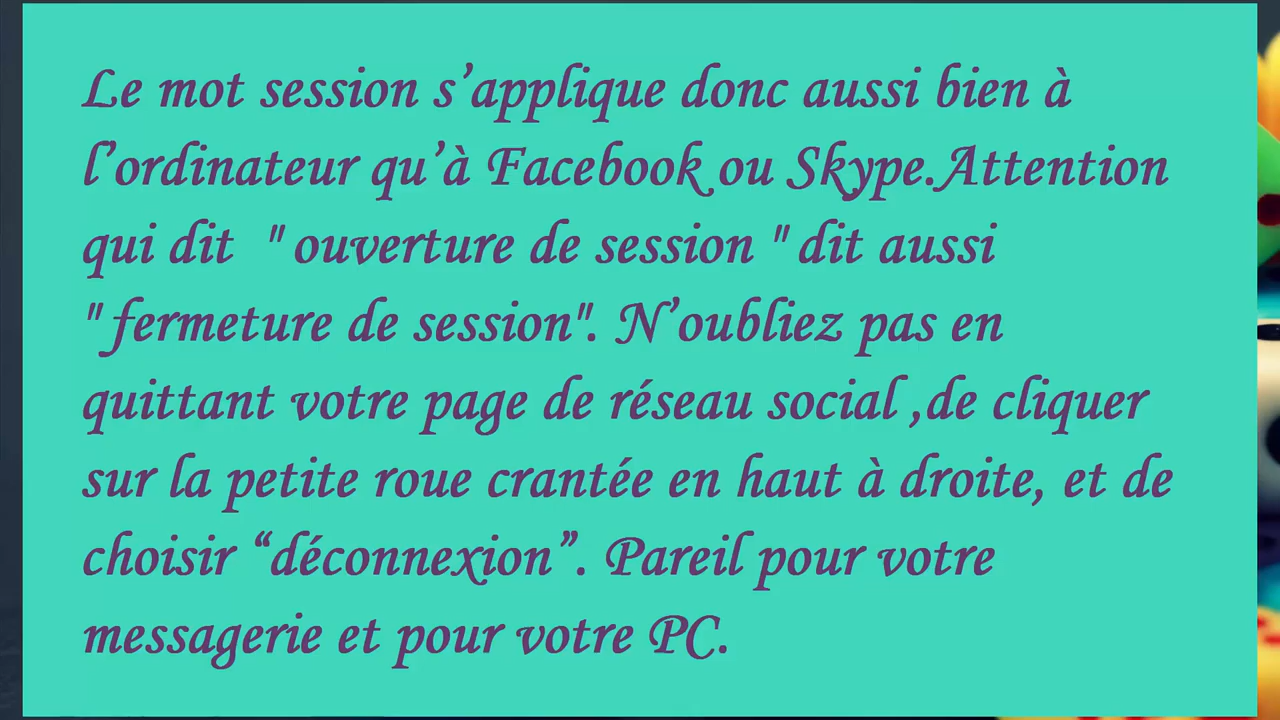 Le mot session s’applique donc aussi bien à
l’ordinateur qu’à Facebook ou Skype.Attention
qui dit  " ouverture de session " dit aussi
" fermeture de session". N’oubliez pas en
quittant votre page de réseau social ,de cliquer
sur la petite roue crantée en haut à droite, et de
choisir “déconnexion”. Pareil pour votre
messagerie et pour votre PC.